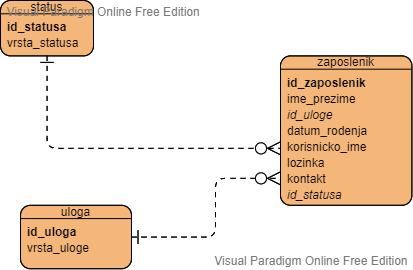 status
Visual Paradigm Online Free Edition
id_statusa
vrsta_statusa
zaposlenik
id_zaposlenik
ime_prezime
id_uloge
datum_rodenja
korisnicko_ime
lozinka
kontakt
id_statusa
uloga
id_uloga
vrsta_uloge
Visual Paradigm Online Free Edition